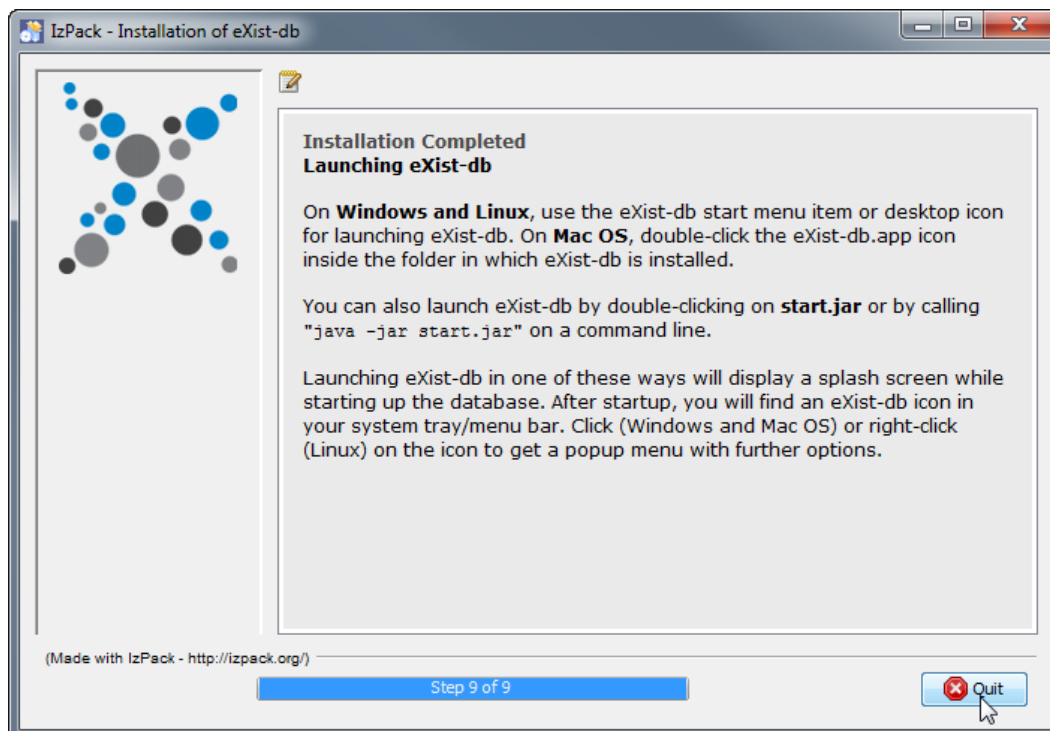 IzPack - Installation of eXist-db
Installation Completed
Launching eXist-db
On Windows and Linux, use the eXist-db start menu item or desktop icon
for launching eXist-db. On Mac OS, double-click the eXist-db.app icon
inside the folder in which eXist-db is installed.
You can also launch eXist-db by double-clicking on start.jar or by calling
"java -jar start.jar" on a command line.
Launching eXist-db in one of these ways will display a splash screen while
starting up the database. After startup, you will find an eXist-db icon in
your system tray/menu bar. Click (Windows and Mac OS) or right-click
(Linux) on the icon to get a popup menu with further options.
(Made with IzPack - http://izpack.org/)
Step 9 of 9
Quit